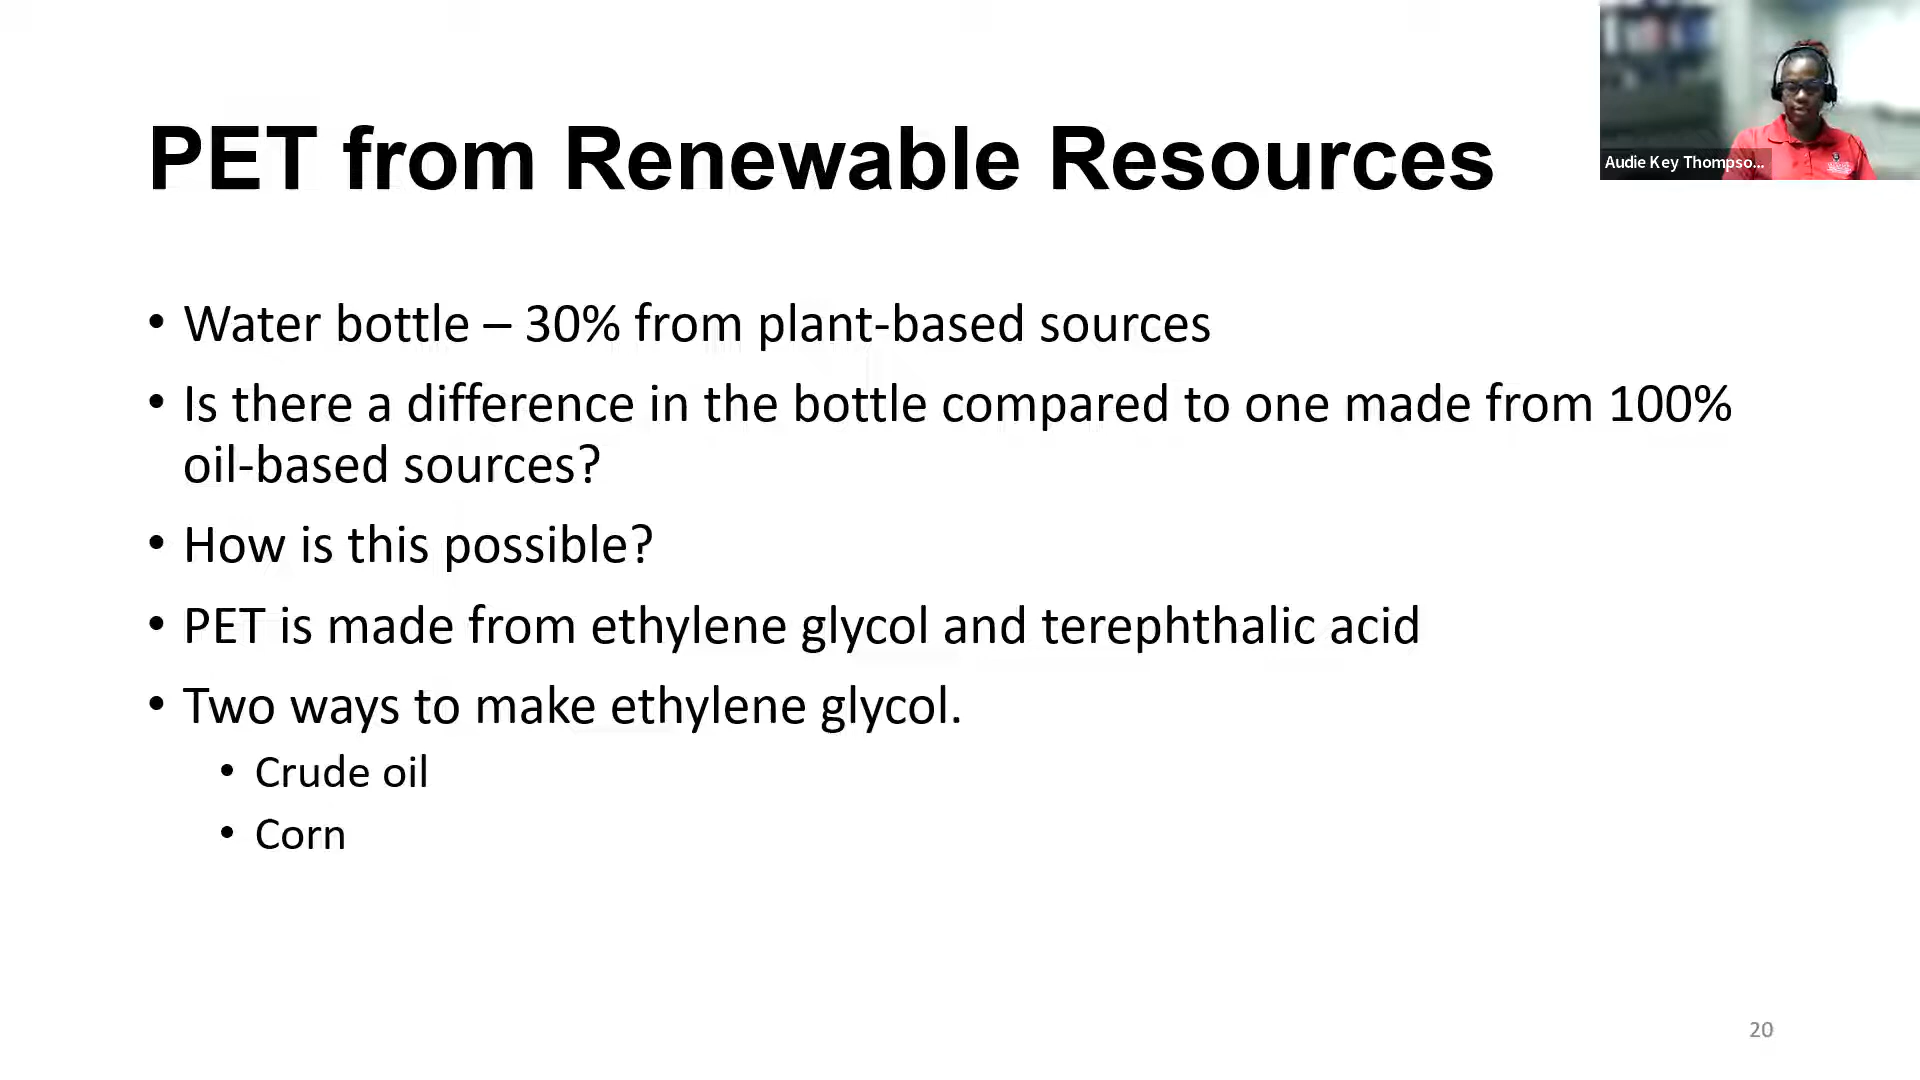 PET from Renewable Resources
Audie Key Thompso...
• Water bottle – 30% from plant-based sources
• Is there a difference in the bottle compared to one made from 100%
oil-based sources?
• How is this possible?
• PET is made from ethylene glycol and terephthalic acid
• Two ways to make ethylene glycol.
• Crude oil
• Corn
20